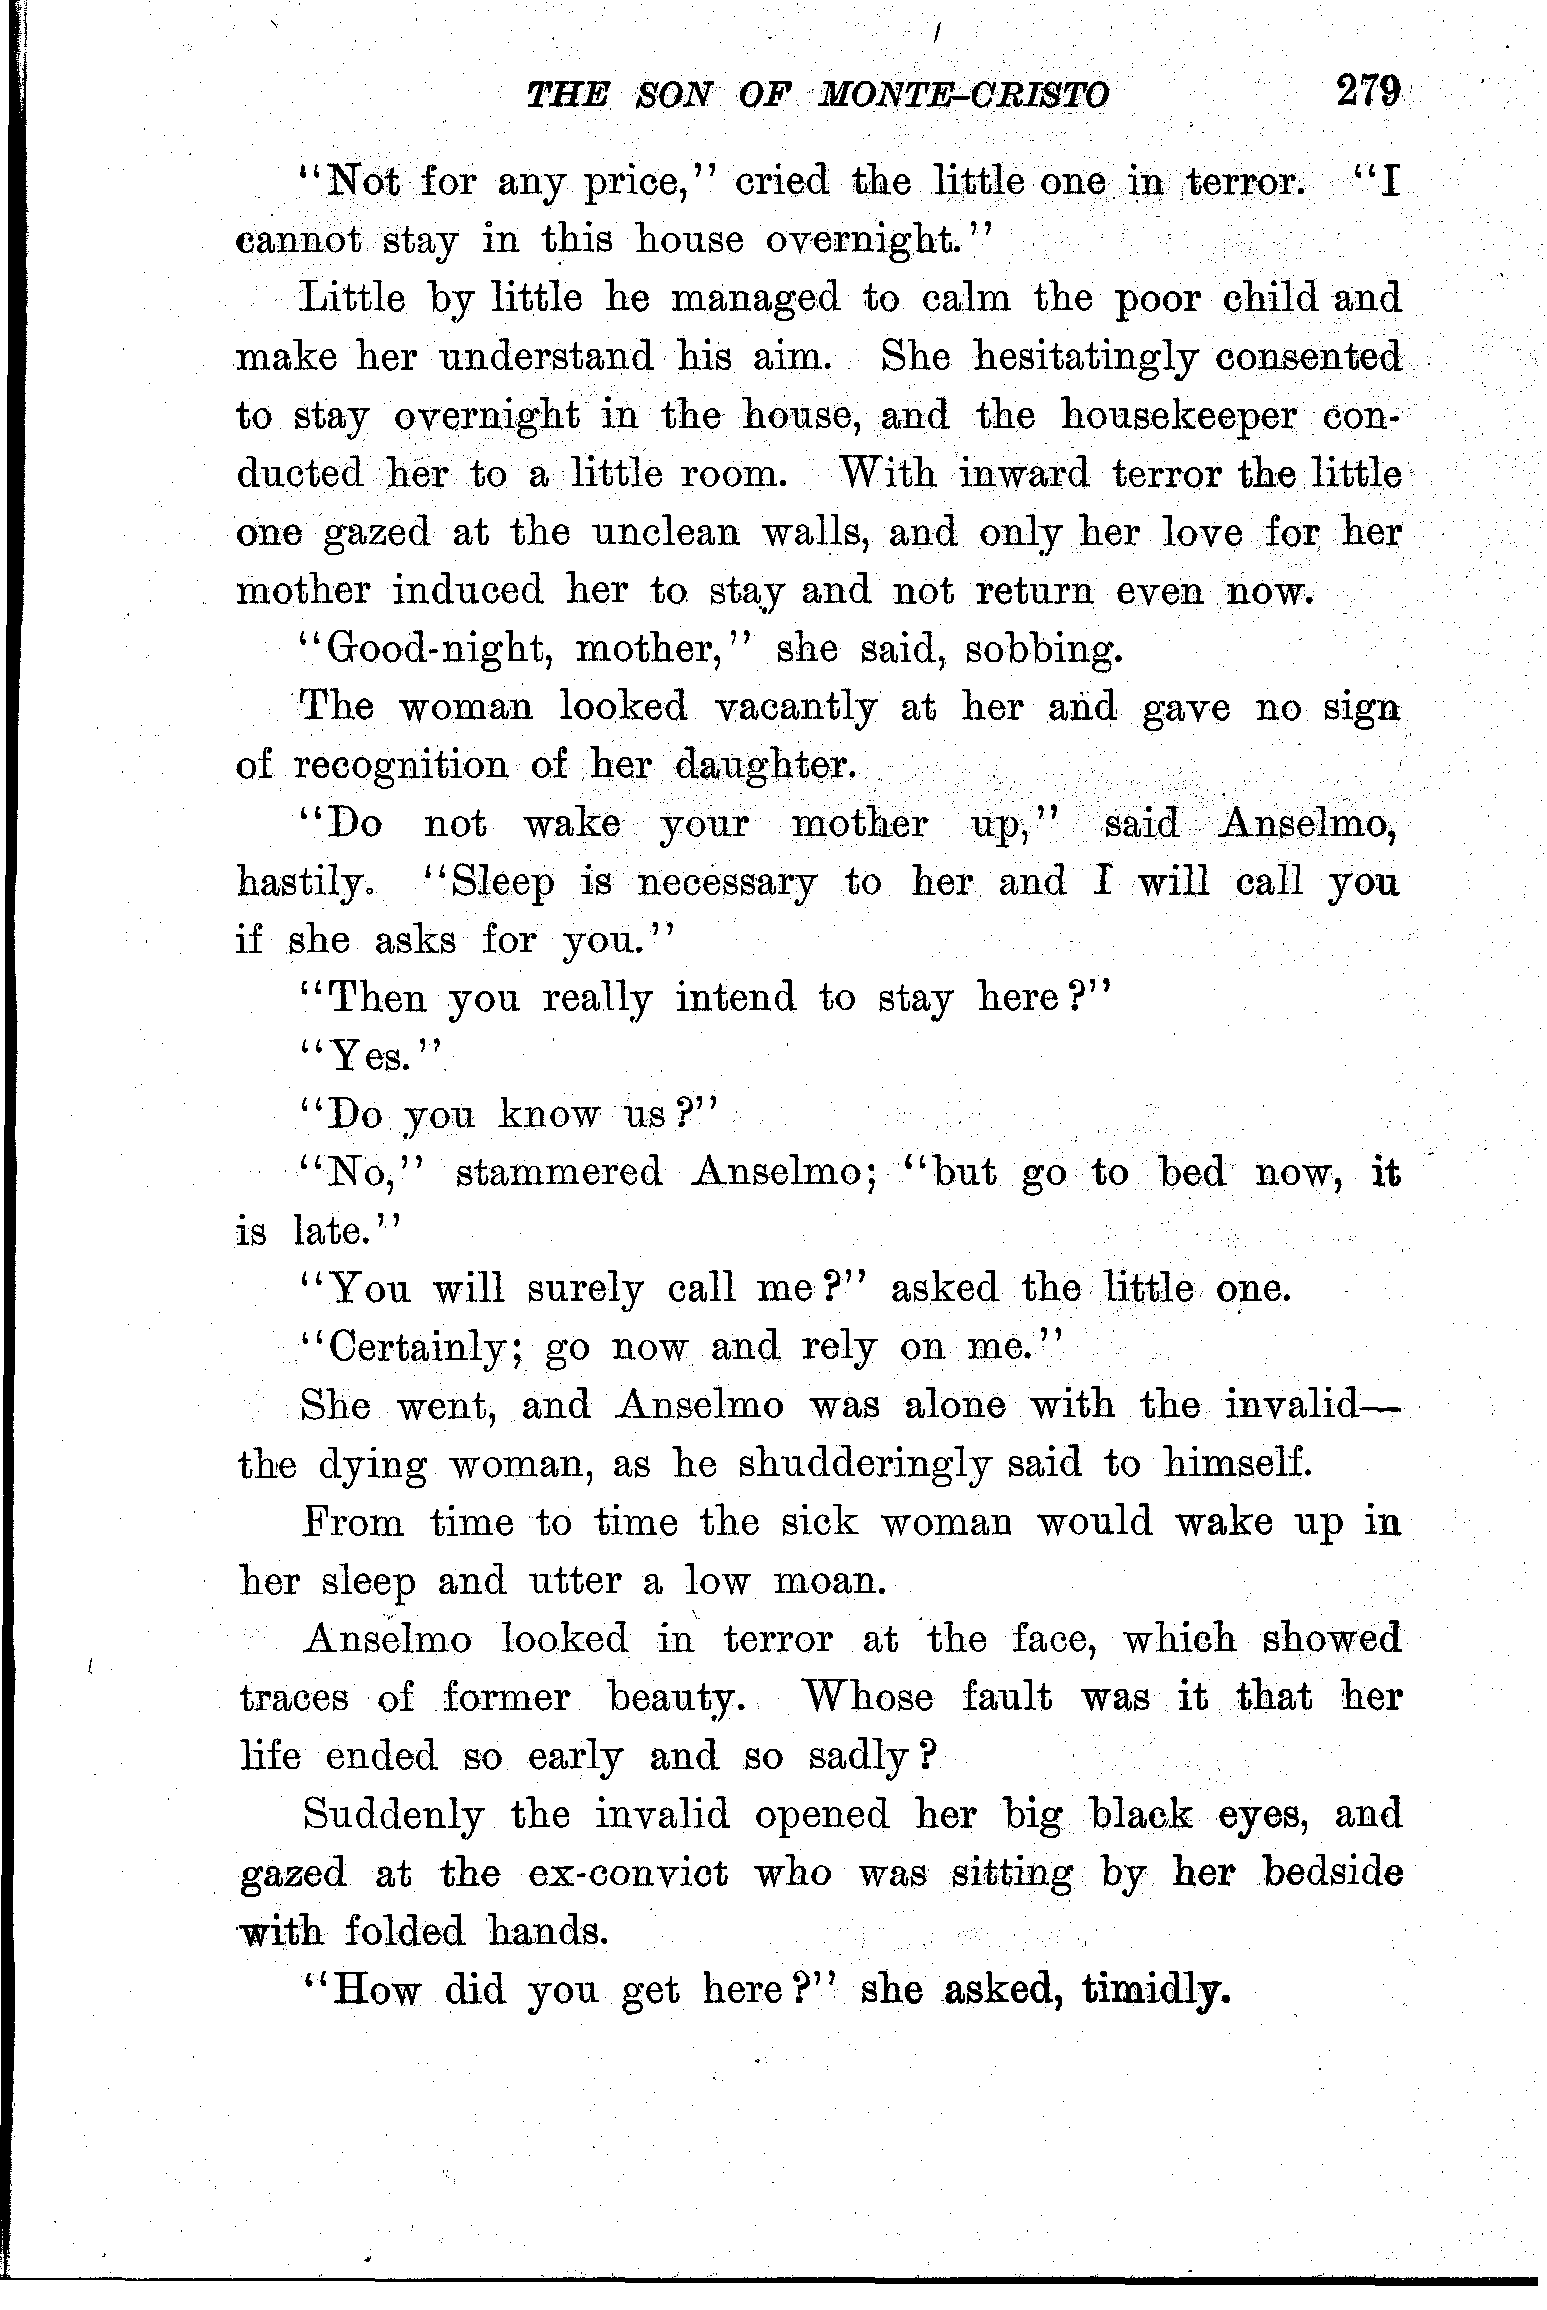 THE SON OF MONTE-CRISTO 279
"Not for any price," cried the little one in terror. "I
cannot stay in this house overnight."
Little by little he managed to calm the poor child and
make her understand his aim. She hesitatingly consented
to stay overnight in the house, and the housekeeper con-
ducted her to a little room. With inward terror the little
one gazed at the unclean walls, and only her love for her
mother induced her to stay and not return even now.
"Good-night, mother," she said, sobbing.
The woman looked vacantly at her and gave no sign
of recognition of her daughter.
"Do not wake your mother up," said Anselmo,
hastily. "Sleep is necessary to her and I will call you
if she asks for you."
"Then you really intend to stay here?"
"Yes."
"Do you know us?"
"No," stammered Anselmo; "but go to bed now, it
is late."
"You will surely call me?" asked the little one.
"Certainly; go now and rely on me."
She went, and Anselmo was alone with the invalid—
the dying woman, as he shudderingly said to himself.
From time to time the sick woman would wake up in
her sleep and utter a low moan.
Anselmo looked in terror at the face, which showed
traces of former beauty. Whose fault was it that her
life ended so early and so sadly?
Suddenly the invalid opened her big black eyes, and
gazed at the ex-convict who was sitting by her bedside
with folded hands.
"How did you get here?" she asked, timidly.